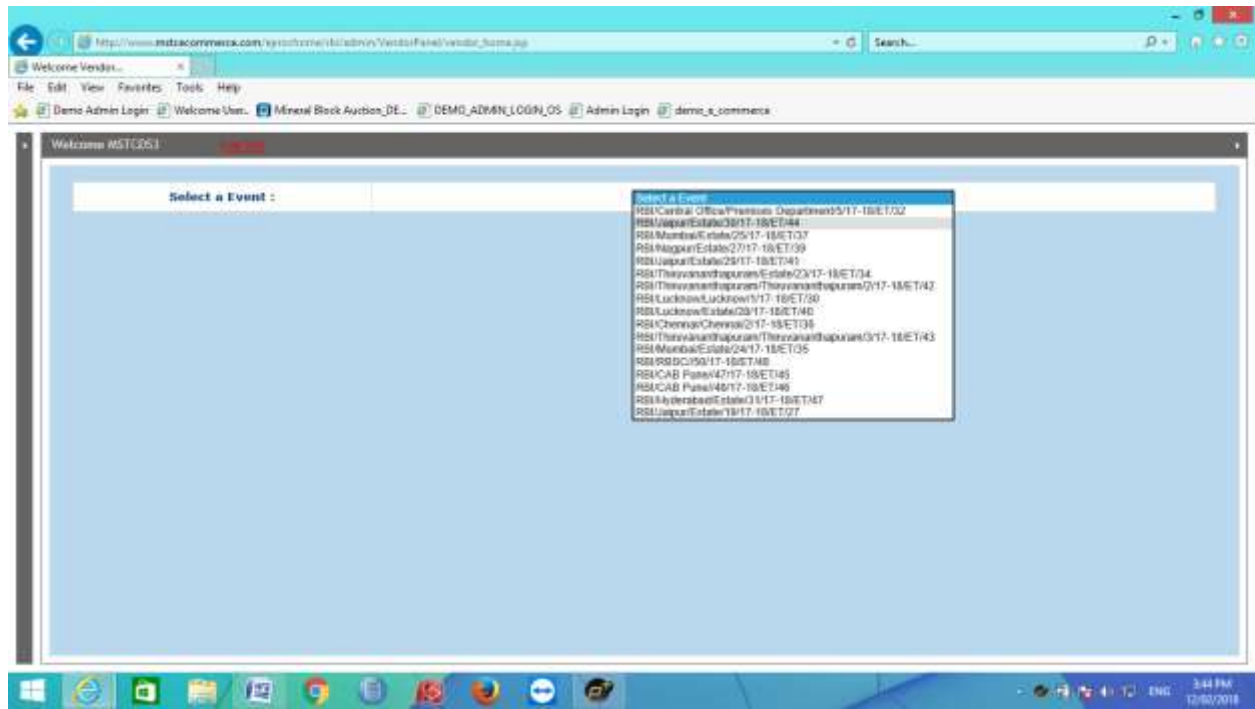 Search...
Welcome Vendor...
File Edit View Favorites Tools Help
Demo Admin Login Welcome User.. Mineral Block Auction_DE... DEMO_ADMIN_LOGIN_OS Admin Login demo_e_commerce
Welcome MSTCDS3
Select a Event :
Select a Event
RBI/Central Office/Premises Department/5/17-18/ET/32
RBI/Jaipur/Estate/30/17-18/ET/44
RBI/Mumbai/Estate/25/17-18/ET/37
RBI/Nagpur/Estate/27/17-18/ET/39
RBI/Jaipur/Estate/29/17-18/ET/41
RBI/Thiruvananthapuram/Estate/23/17-18/ET/34
RBI/Thiruvananthapuram/Thiruvananthapuram/2/17-18/ET/42
RBI/Lucknow/Lucknow/1/17-18/ET/30
RBI/Lucknow/Estate/28/17-18/ET/40
RBI/Chennai/Chennai/2/17-18/ET/36
RBI/Thiruvananthapuram/Thiruvananthapuram/3/17-18/ET/43
RBI/Mumbai/Estate/24/17-18/ET/35
RBI/CAB Pune/47/17-18/ET/45
RBI/CAB Pune/48/17-18/ET/46
RBI/Hyderabad/Estate/31/17-18/ET/47
RBI/Jaipur/Estate/19/17-18/ET/27
ENG
3:44 PM
12/02/2018